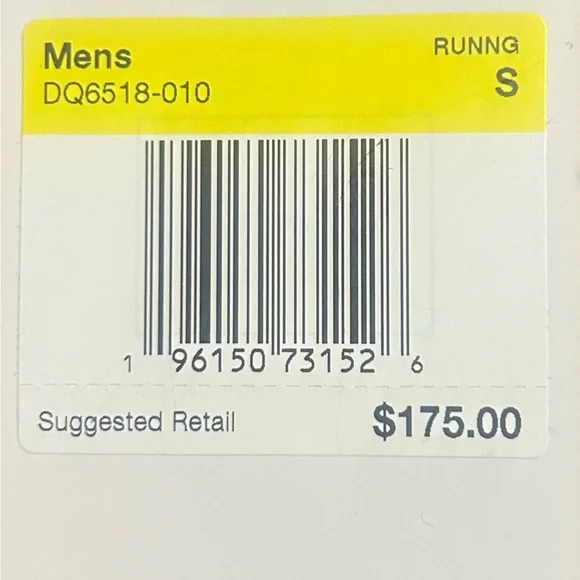 Mens RUNNG
DQ6518-010 S
1 96150 73152 6
Suggested Retail $175.00